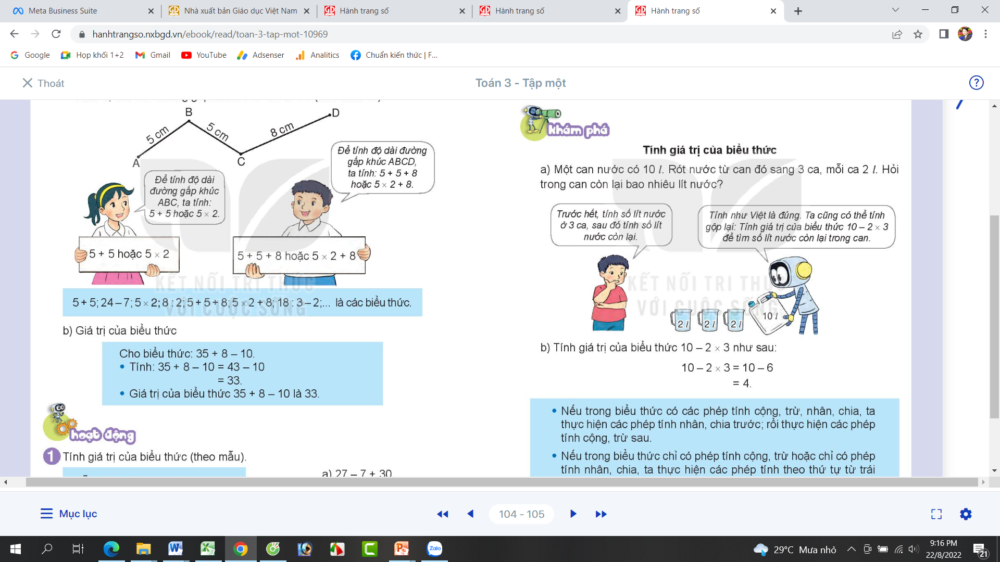 Meta Business Suite
Nhà xuất bản Giáo dục Việt Nam
Hành trang số
Hành trang số
Hành trang số
hanhtrangso.nxbgd.vn/ebook/read/toan-3-tap-mot-10969
Google
Họp khối 1+2
Gmail
YouTube
Adsenser
Analitics
Chuẩn kiến thức | F...
Thoát
Toán 3 - Tập một
?
B
D
5 cm
5 cm
8 cm
A
C
Để tính độ dài đường
gấp khúc ABCD,
ta tính: 5 + 5 + 8
hoặc 5 × 2 + 8.
Để tính độ dài
đường gấp khúc
ABC, ta tính:
5 + 5 hoặc 5 × 2.
5 + 5 hoặc 5 × 2
5 + 5 + 8 hoặc 5 × 2 + 8
KẾT NỐI TRI THỨC
VỚI CUỘC SỐNG
5 + 5; 24 – 7; 5 × 2; 8 : 2; 5 + 5 + 8; 5 × 2 + 8; 18 : 3 – 2;... là các biểu thức.
b) Giá trị của biểu thức
Cho biểu thức: 35 + 8 – 10.
• Tính: 35 + 8 – 10 = 43 – 10
= 33.
• Giá trị của biểu thức 35 + 8 – 10 là 33.
hoạt động
1 Tính giá trị của biểu thức (theo mẫu).
a) 27 – 7 + 30
khám phá
Tính giá trị của biểu thức
a) Một can nước có 10 l. Rót nước từ can đó sang 3 ca, mỗi ca 2 l. Hỏi
trong can còn lại bao nhiêu lít nước?
Trước hết, tính số lít nước
ở 3 ca, sau đó tính số lít
nước còn lại.
Tính như Việt là đúng. Ta cũng có thể tính
gộp lại: Tính giá trị của biểu thức 10 – 2 × 3
để tìm số lít nước còn lại trong can.
KẾT NỐI TRI THỨC
VỚI CUỘC SỐNG
2 l
2 l
2 l
10 l
b) Tính giá trị của biểu thức 10 – 2 × 3 như sau:
10 – 2 × 3 = 10 – 6
= 4.
• Nếu trong biểu thức có các phép tính cộng, trừ, nhân, chia, ta
thực hiện các phép tính nhân, chia trước; rồi thực hiện các phép
tính cộng, trừ sau.
• Nếu trong biểu thức chỉ có phép tính cộng, trừ hoặc chỉ có phép
tính nhân, chia, ta thực hiện các phép tính theo thứ tự từ trái
Mục lục
104 - 105
Zalo
29°C Mưa nhỏ
9:16 PM
22/8/2022
21